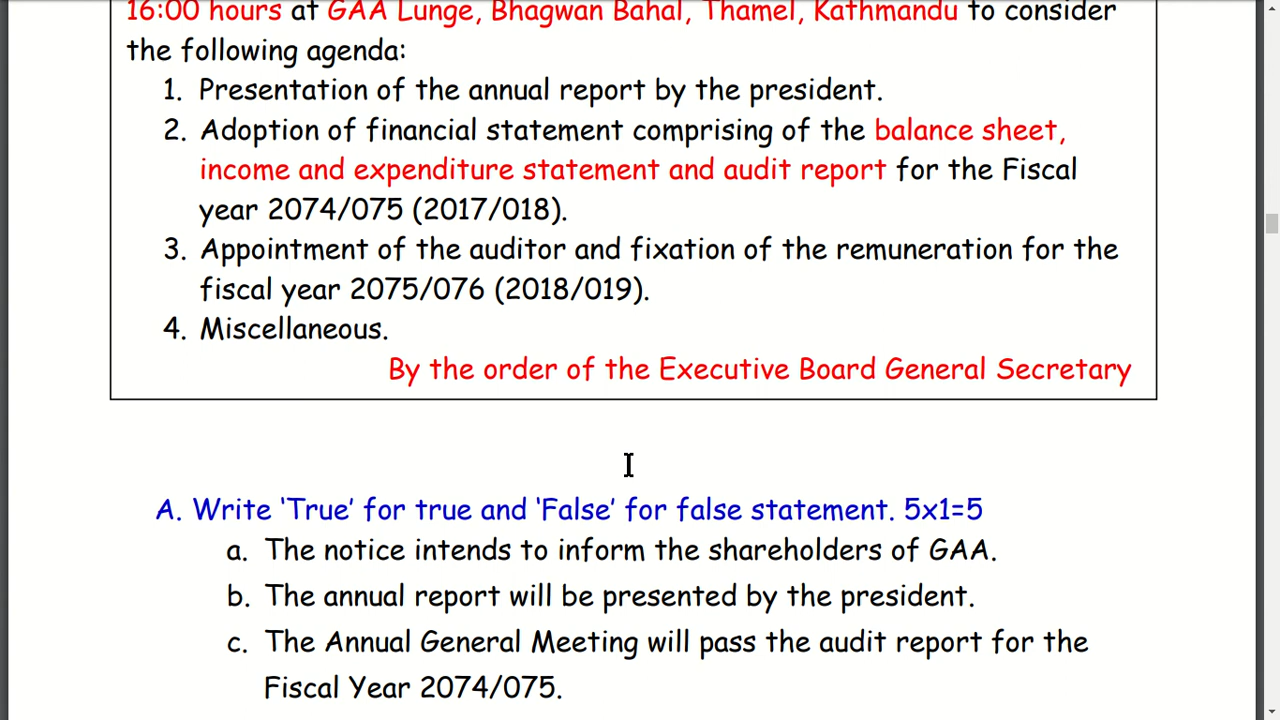 16:00 hours at GAA Lunge, Bhagwan Bahal, Thamel, Kathmandu to consider
the following agenda:
1. Presentation of the annual report by the president.
2. Adoption of financial statement comprising of the balance sheet,
income and expenditure statement and audit report for the Fiscal
year 2074/075 (2017/018).
3. Appointment of the auditor and fixation of the remuneration for the
fiscal year 2075/076 (2018/019).
4. Miscellaneous.
By the order of the Executive Board General Secretary
A. Write ‘True’ for true and ‘False’ for false statement. 5x1=5
a. The notice intends to inform the shareholders of GAA.
b. The annual report will be presented by the president.
c. The Annual General Meeting will pass the audit report for the
Fiscal Year 2074/075.